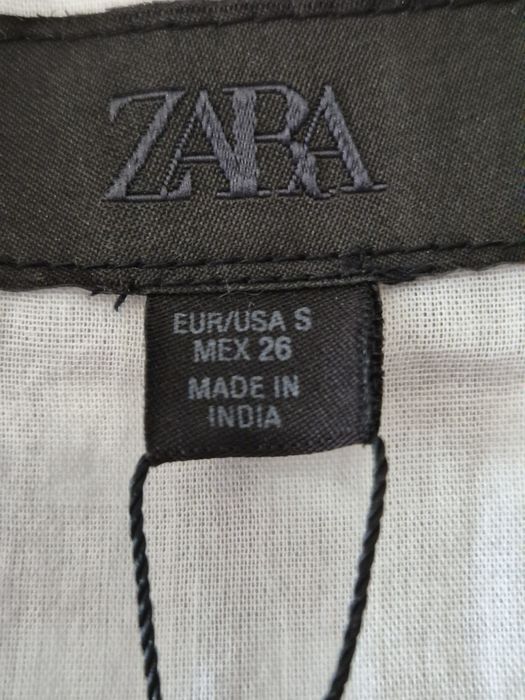 ZARA
EUR/USA S
MEX 26
MADE IN
INDIA